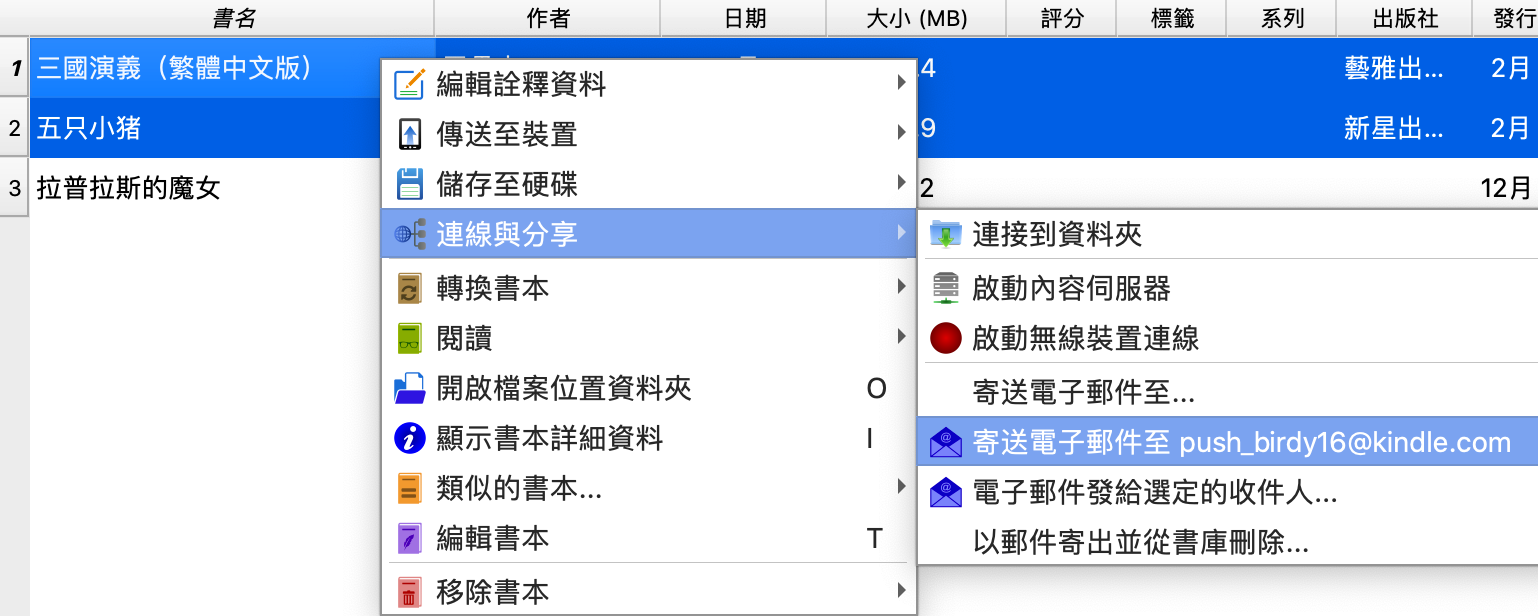 書名 作者 日期 大小 (MB) 評分 標籤 系列 出版社 發行
1 三國演義（繁體中文版） .4 藝雅出... 2月
2 五只小猪 .9 新星出... 2月
3 拉普拉斯的魔女 2 12月
編輯詮釋資料
傳送至裝置
儲存至硬碟
連線與分享
轉換書本
閱讀
開啟檔案位置資料夾 O
顯示書本詳細資料 I
類似的書本...
編輯書本 T
移除書本
連接到資料夾
啟動內容伺服器
啟動無線裝置連線
寄送電子郵件至...
寄送電子郵件至 push_birdy16@kindle.com
電子郵件發給選定的收件人...
以郵件寄出並從書庫刪除...